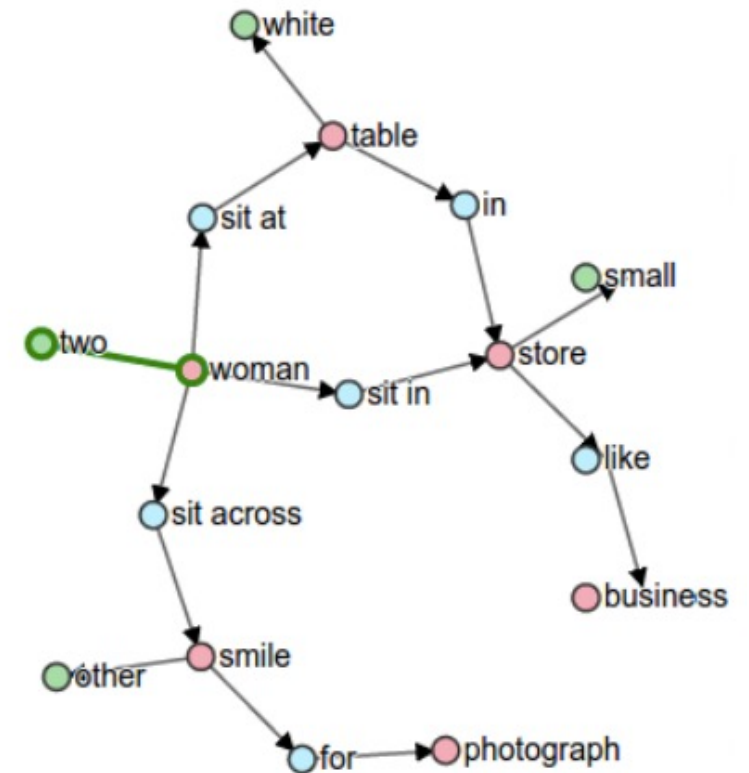 white
table
sit at
in
small
two
woman
store
sit in
like
sit across
business
smile
other
for
photograph